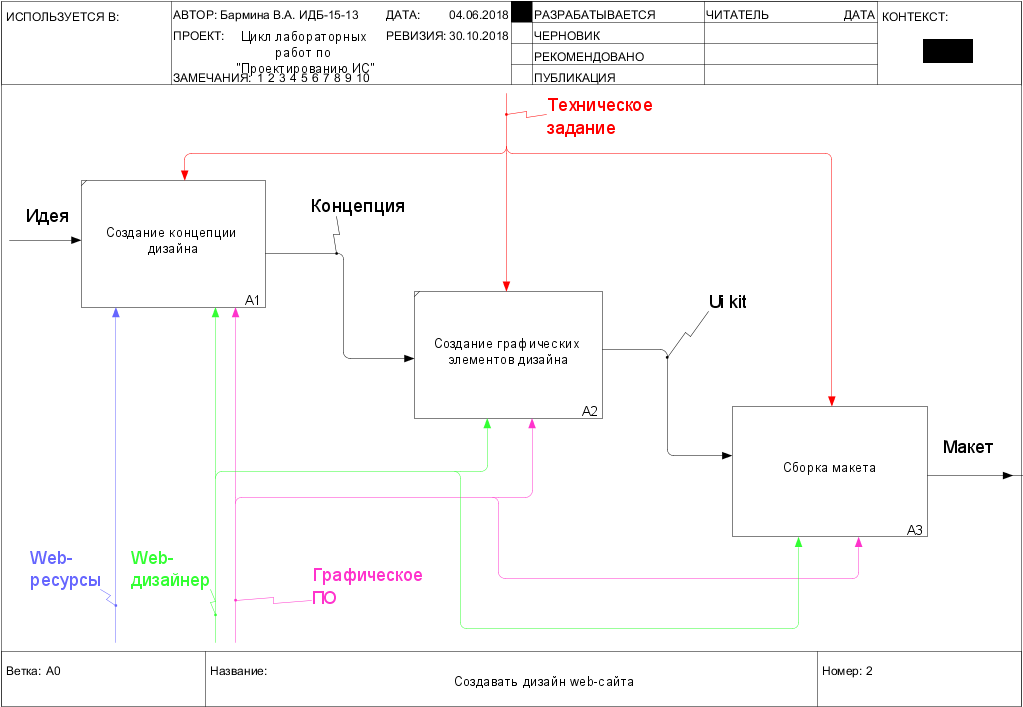 ИСПОЛЬЗУЕТСЯ В:
АВТОР: Бармина В.А. ИДБ-15-13
ДАТА: 04.06.2018
РАЗРАБАТЫВАЕТСЯ
ЧИТАТЕЛЬ
ДАТА
КОНТЕКСТ:
ПРОЕКТ: Цикл лабораторных
работ по
"Проектированию ИС"
РЕВИЗИЯ: 30.10.2018
ЧЕРНОВИК
РЕКОМЕНДОВАНО
ЗАМЕЧАНИЯ: 1 2 3 4 5 6 7 8 9 10
ПУБЛИКАЦИЯ
Техническое
задание
Идея
Создание концепции
дизайна
A1
Концепция
Создание графических
элементов дизайна
A2
Ui kit
Сборка макета
A3
Макет
Web-
ресурсы
Web-
дизайнер
Графическое
ПО
Ветка: A0
Название:
Создавать дизайн web-сайта
Номер: 2